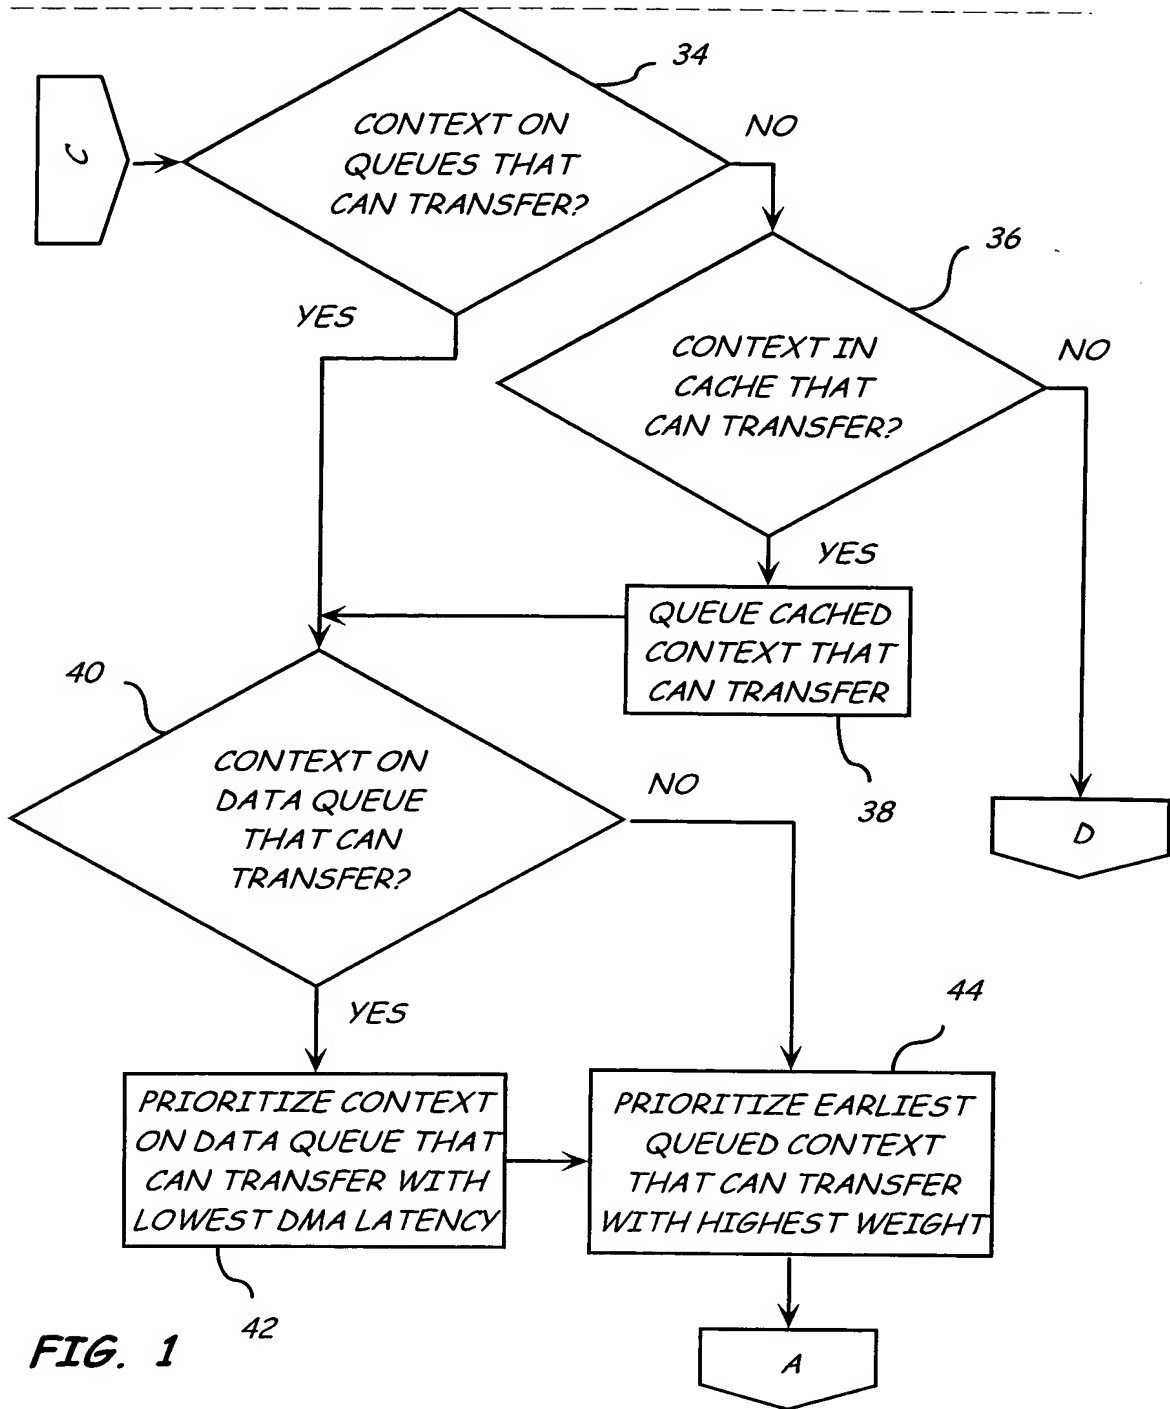 34
CONTEXT ON
QUEUES THAT
CAN TRANSFER?
NO
C
36
YES
CONTEXT IN
CACHE THAT
CAN TRANSFER?
NO
YES
QUEUE CACHED
CONTEXT THAT
CAN TRANSFER
40
38
CONTEXT ON
DATA QUEUE
THAT CAN
TRANSFER?
NO
D
YES
44
PRIORITIZE CONTEXT
ON DATA QUEUE THAT
CAN TRANSFER WITH
LOWEST DMA LATENCY
PRIORITIZE EARLIEST
QUEUED CONTEXT
THAT CAN TRANSFER
WITH HIGHEST WEIGHT
42
FIG. 1
A